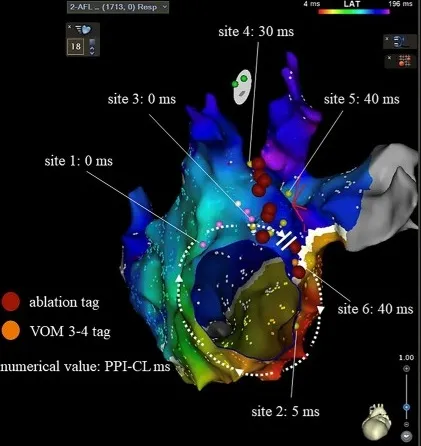 2-AFL ... (1713, 0) Resp
4 ms LAT 196 ms
18
site 4: 30 ms
site 3: 0 ms
site 5: 40 ms
site 1: 0 ms
ablation tag
VOM 3-4 tag
site 6: 40 ms
numerical value: PPI-CL ms
1.00
site 2: 5 ms